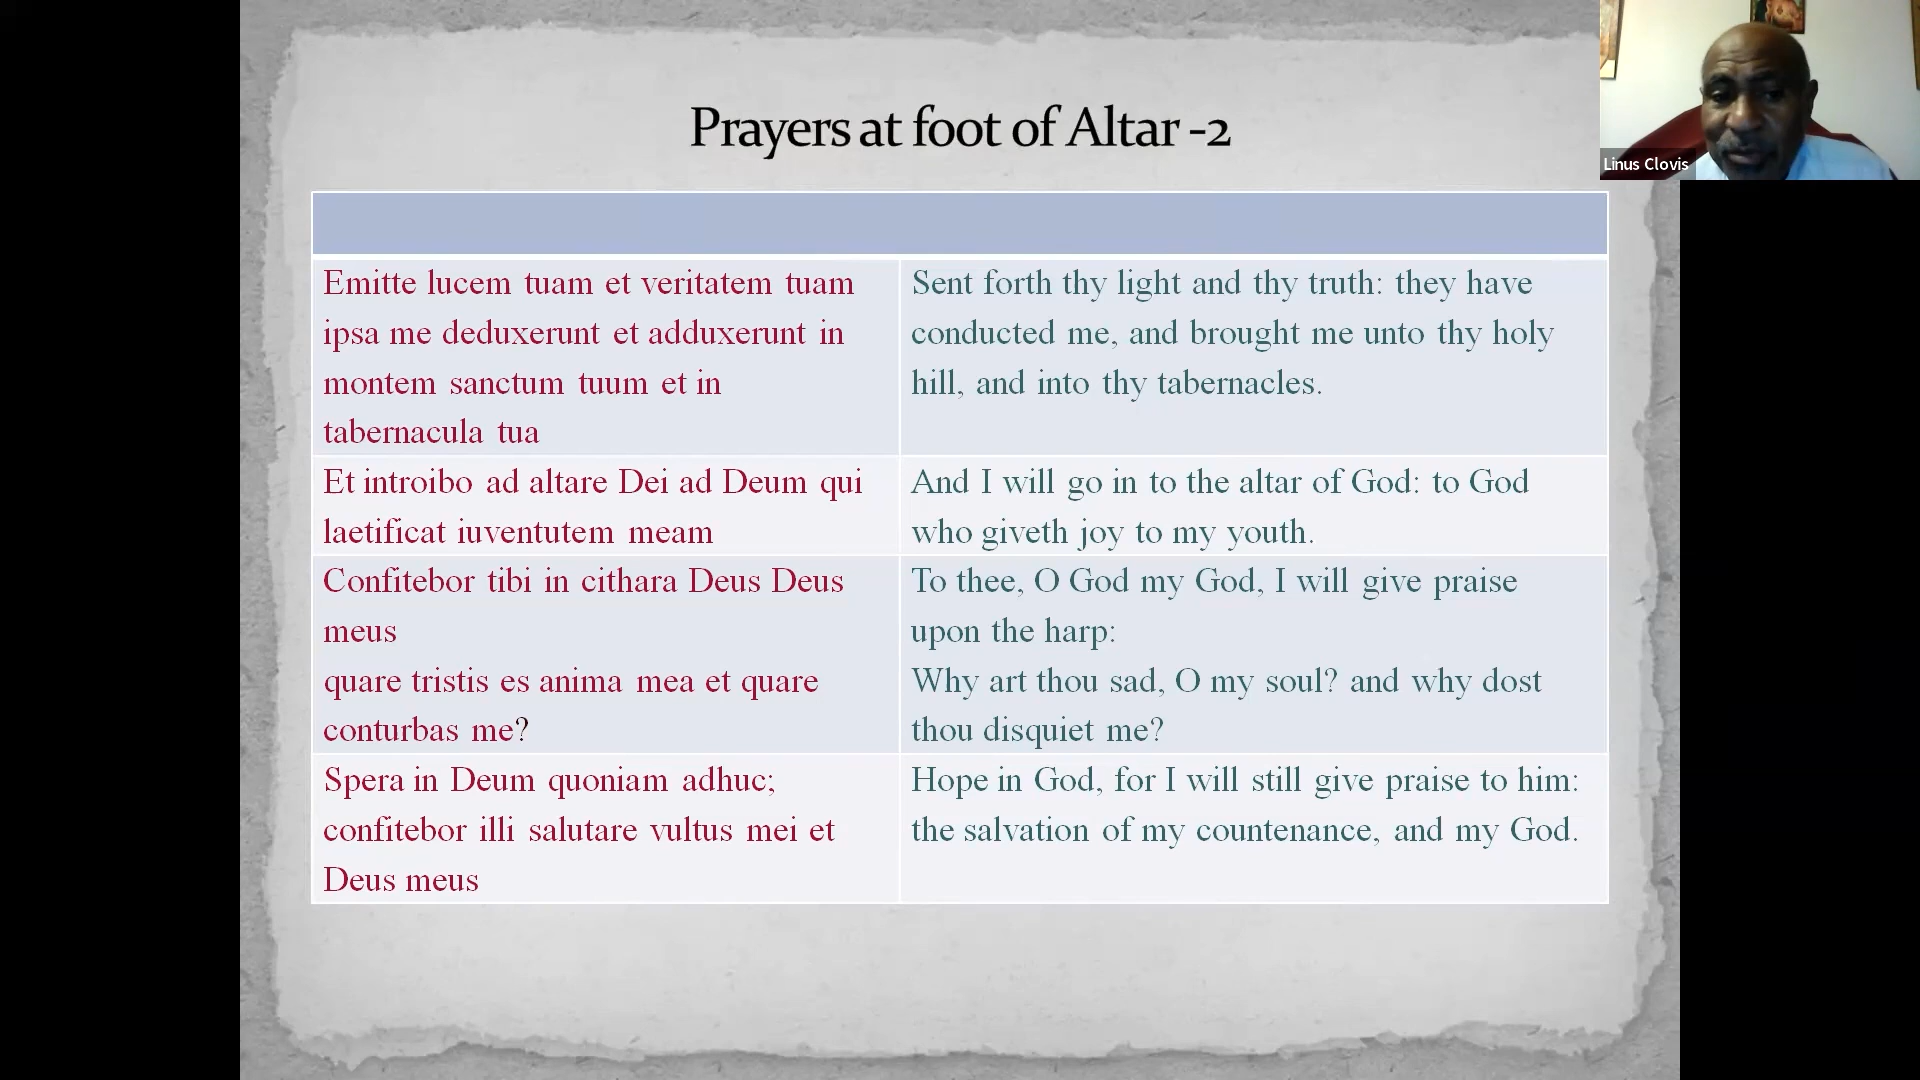 Prayers at foot of Altar -2
Linus Clovis
Emitte lucem tuam et veritatem tuam
ipsa me deduxerunt et adduxerunt in
montem sanctum tuum et in
tabernacula tua
Sent forth thy light and thy truth: they have
conducted me, and brought me unto thy holy
hill, and into thy tabernacles.
Et introibo ad altare Dei ad Deum qui
laetificat iuventutem meam
And I will go in to the altar of God: to God
who giveth joy to my youth.
Confitebor tibi in cithara Deus Deus
meus
quare tristis es anima mea et quare
conturbas me?
To thee, O God my God, I will give praise
upon the harp:
Why art thou sad, O my soul? and why dost
thou disquiet me?
Spera in Deum quoniam adhuc;
confitebor illi salutare vultus mei et
Deus meus
Hope in God, for I will still give praise to him:
the salvation of my countenance, and my God.